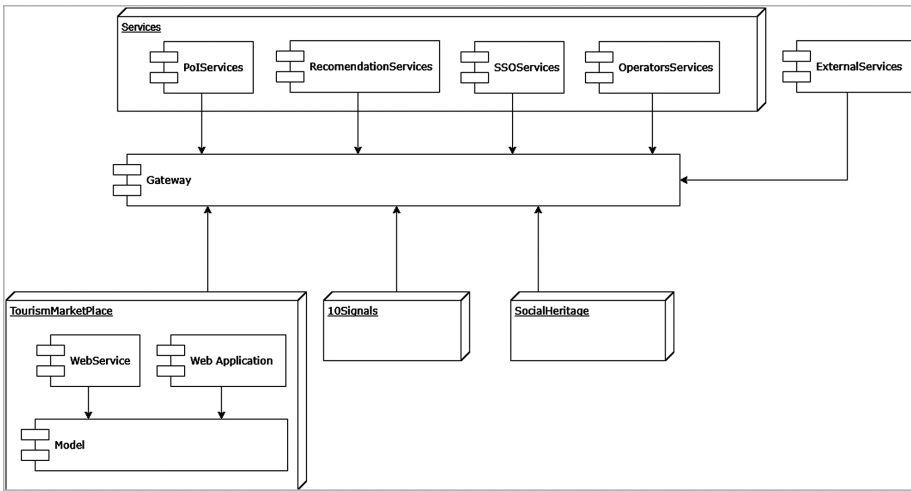 Services
PoIServices
RecomendationServices
SSOServices
OperatorsServices
ExternalServices
Gateway
TourismMarketPlace
10Signals
SocialHeritage
WebService
Web Application
Model